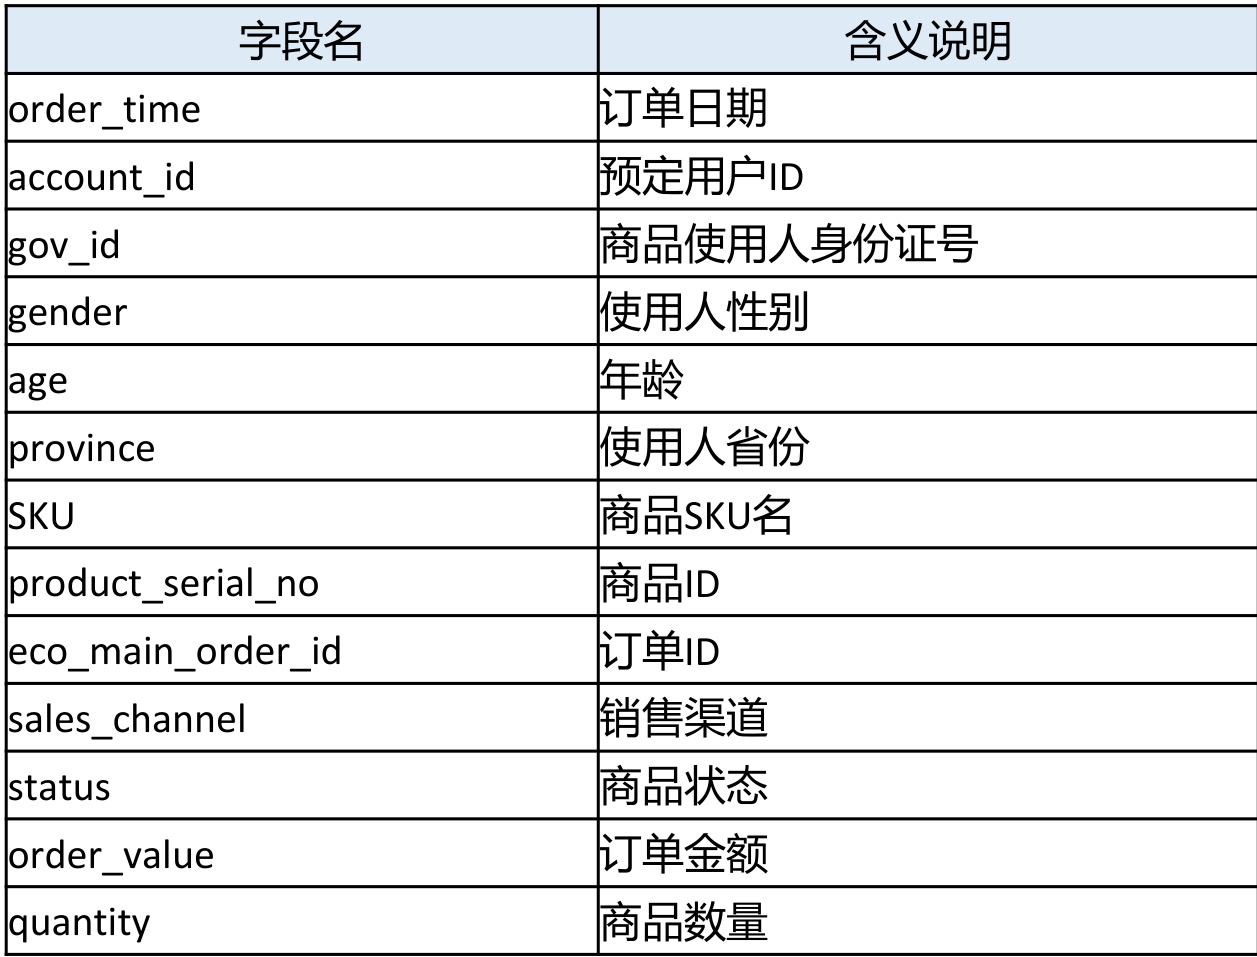 字段名 含义说明
order_time 订单日期
account_id 预定用户ID
gov_id 商品使用人身份证号
gender 使用人性别
age 年龄
province 使用人省份
SKU 商品SKU名
product_serial_no 商品ID
eco_main_order_id 订单ID
sales_channel 销售渠道
status 商品状态
order_value 订单金额
quantity 商品数量